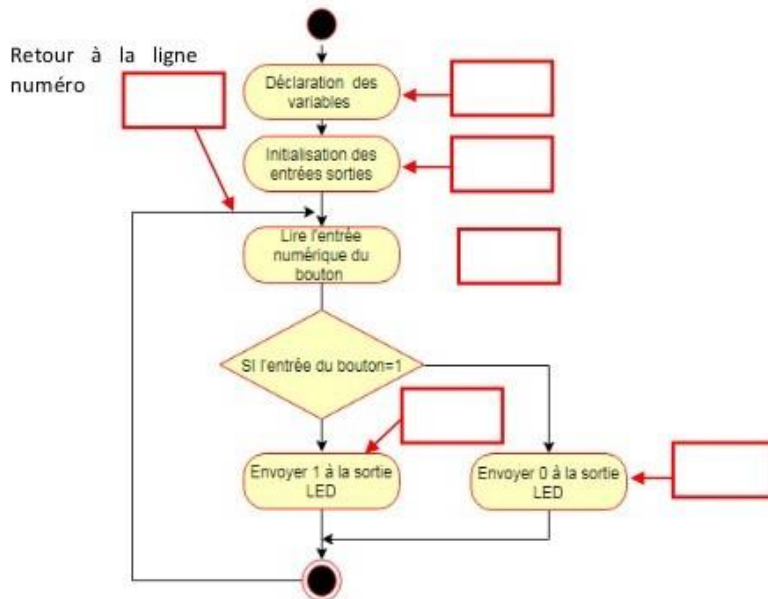 Retour à la ligne
numéro
Déclaration des
variables
Initialisation des
entrées sorties
Lire l'entrée
numérique du
bouton
SI l'entrée du bouton=1
Envoyer 1 à la sortie
LED
Envoyer 0 à la sortie
LED